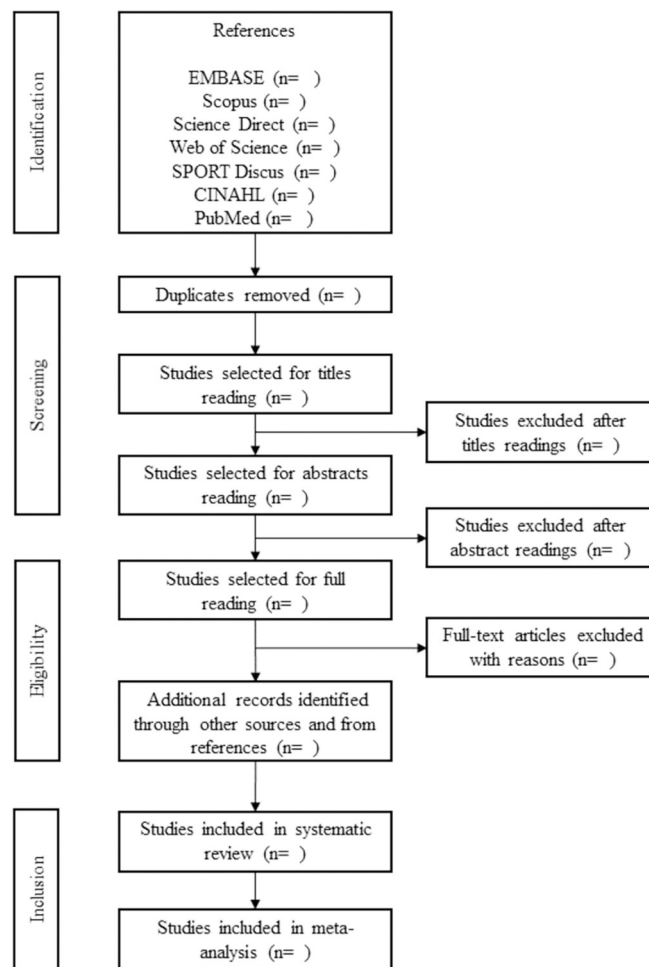 Identification
References
EMBASE (n= )
Scopus (n= )
Science Direct (n= )
Web of Science (n= )
SPORT Discus (n= )
CINAHL (n= )
PubMed (n= )
Screening
Duplicates removed (n= )
Studies selected for titles
reading (n= )
Studies excluded after
titles readings (n= )
Studies selected for abstracts
reading (n= )
Studies excluded after
abstract readings (n= )
Eligibility
Studies selected for full
reading (n= )
Full-text articles excluded
with reasons (n= )
Additional records identified
through other sources and from
references (n= )
Inclusion
Studies included in systematic
review (n= )
Studies included in meta-
analysis (n= )